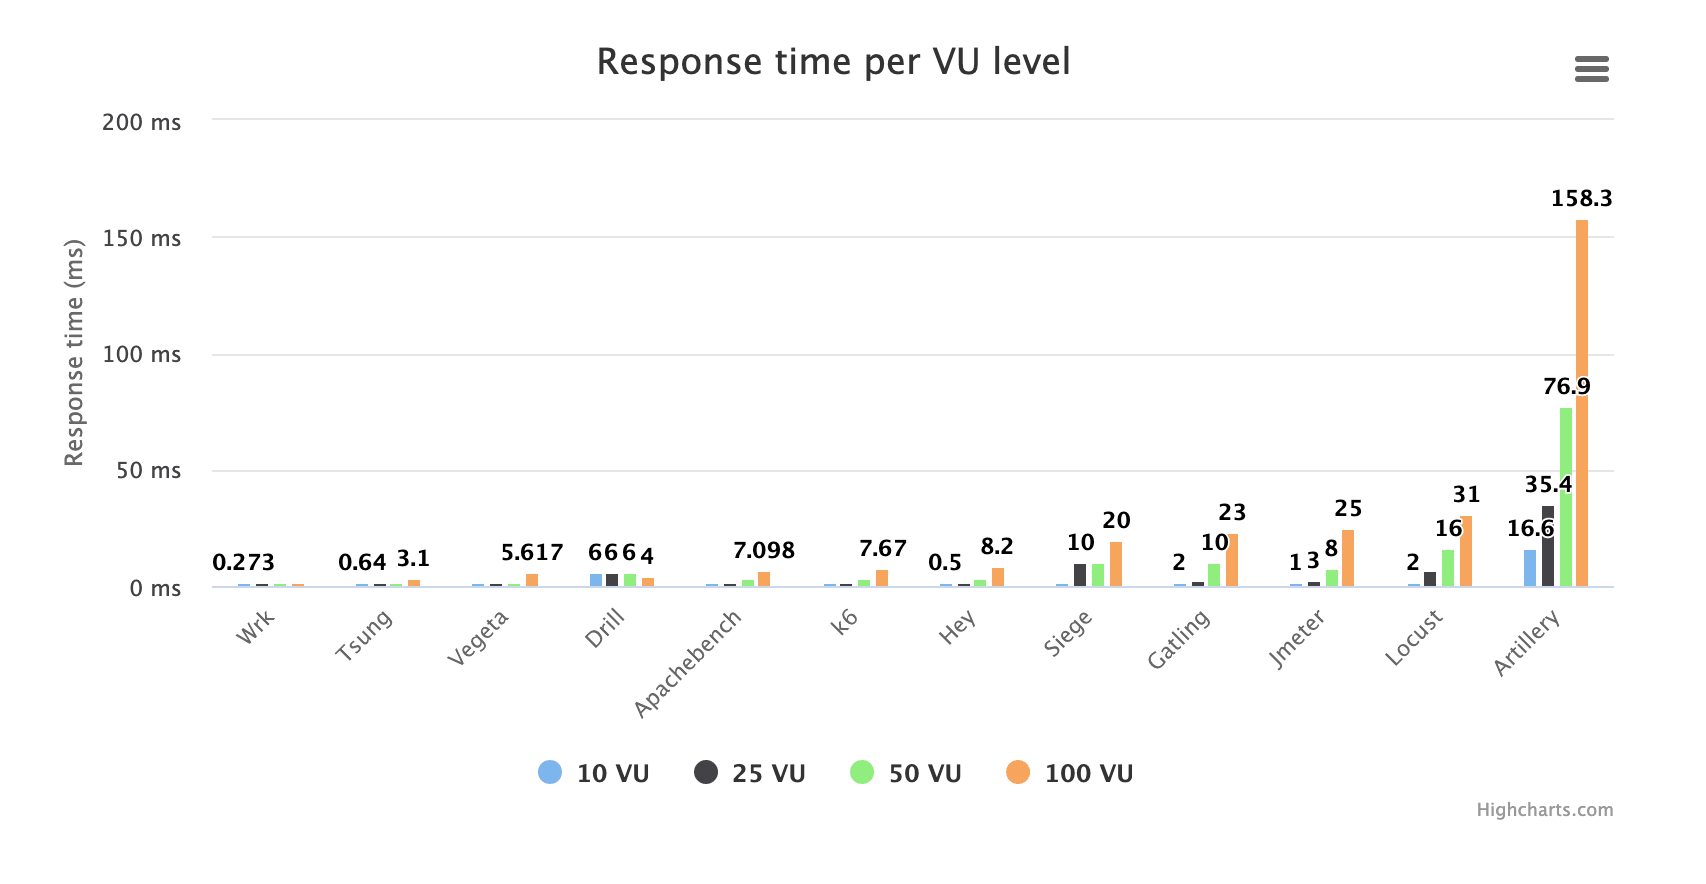 Response time per VU level
200 ms
150 ms
100 ms
50 ms
0 ms
Response time (ms)
0.273
0.64 3.1
5.617
6 6 6 4
7.098
7.67
0.5 8.2
10 20
2 10 23
1 3 8 25
2 16 31
16.6 35.4 76.9 158.3
Wrk
Tsung
Vegeta
Drill
Apachebench
k6
Hey
Siege
Gatling
Jmeter
Locust
Artillery
10 VU 25 VU 50 VU 100 VU
Highcharts.com